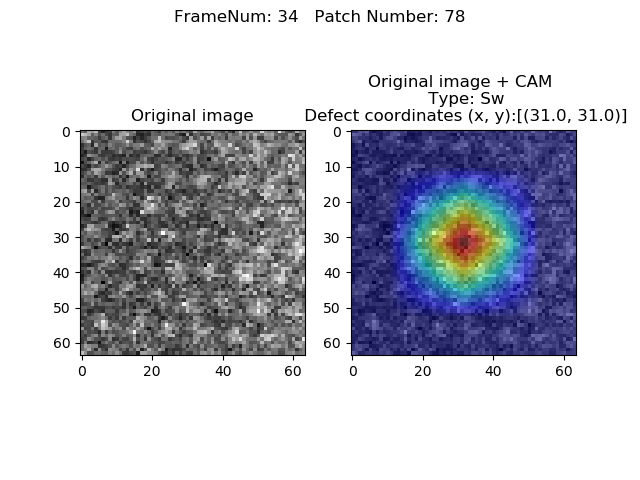 FrameNum: 34   Patch Number: 78
Original image
0
10
20
30
40
50
60
0 20 40 60
Original image + CAM
Type: Sw
Defect coordinates (x, y):[(31.0, 31.0)]
0
10
20
30
40
50
60
0 20 40 60